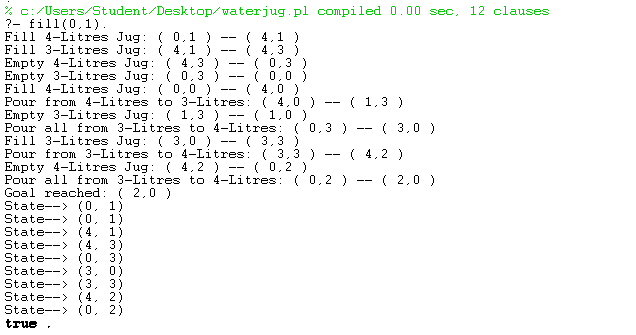 % c:/Users/Student/Desktop/waterjug.pl compiled 0.00 sec, 12 clauses
?- fill(0,1).
Fill 4-Litres Jug: ( 0,1 ) -- ( 4,1 )
Fill 3-Litres Jug: ( 4,1 ) -- ( 4,3 )
Empty 4-Litres Jug: ( 4,3 ) -- ( 0,3 )
Empty 3-Litres Jug: ( 0,3 ) -- ( 0,0 )
Fill 4-Litres Jug: ( 0,0 ) -- ( 4,0 )
Pour from 4-Litres to 3-Litres: ( 4,0 ) -- ( 1,3 )
Empty 3-Litres Jug: ( 1,3 ) -- ( 1,0 )
Pour all from 3-Litres to 4-Litres: ( 0,3 ) -- ( 3,0 )
Fill 3-Litres Jug: ( 3,0 ) -- ( 3,3 )
Pour from 3-Litres to 4-Litres: ( 3,3 ) -- ( 4,2 )
Empty 4-Litres Jug: ( 4,2 ) -- ( 0,2 )
Pour all from 3-Litres to 4-Litres: ( 0,2 ) -- ( 2,0 )
Goal reached: ( 2,0 )
State--> (0, 1)
State--> (0, 1)
State--> (4, 1)
State--> (4, 3)
State--> (0, 3)
State--> (3, 0)
State--> (3, 3)
State--> (4, 2)
State--> (0, 2)
true .